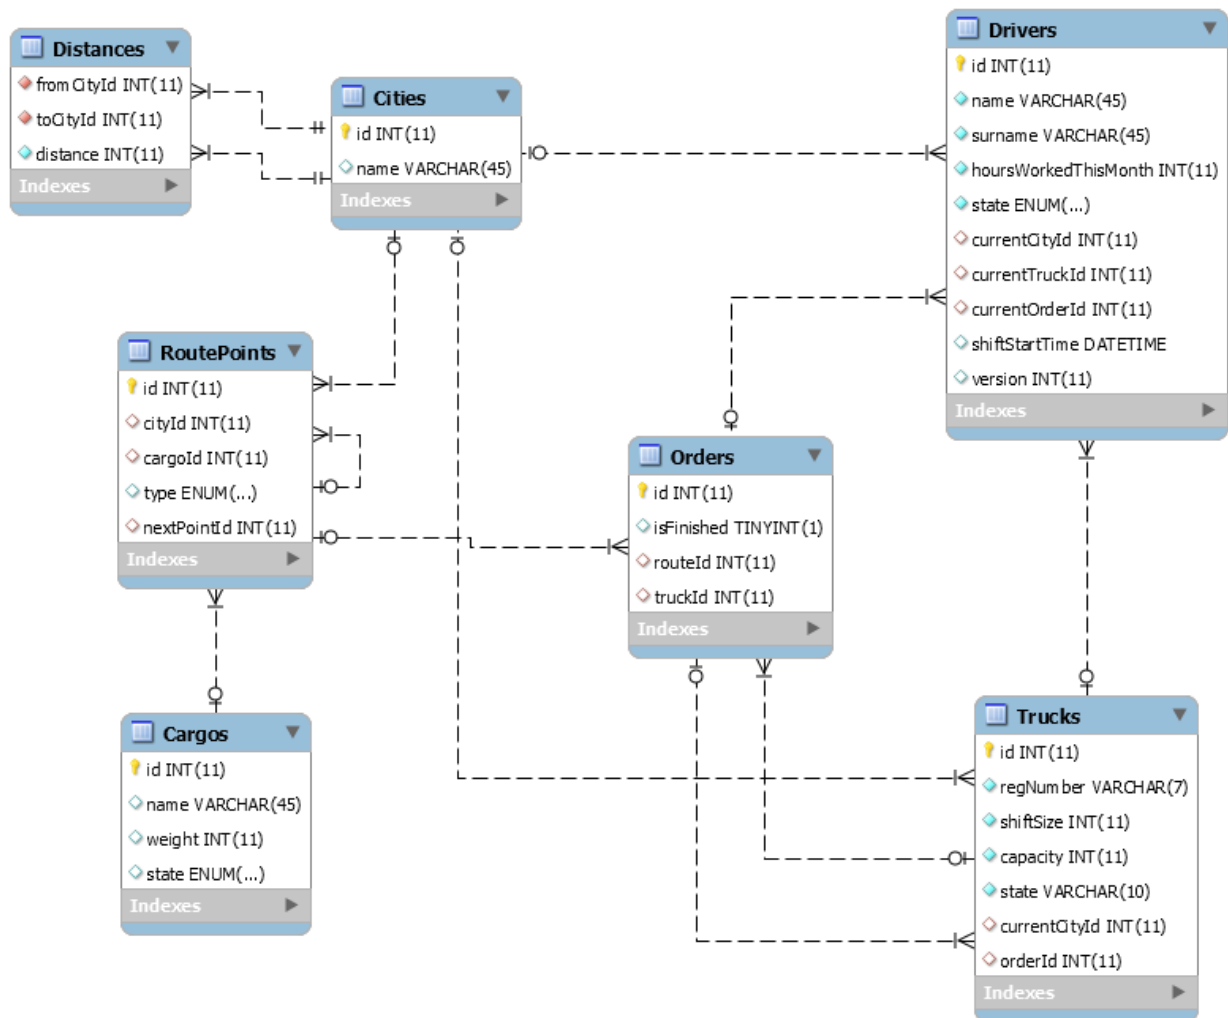 Distances
fromCityId INT(11)
toCityId INT(11)
distance INT(11)
Indexes
Cities
id INT(11)
name VARCHAR(45)
Indexes
Drivers
id INT(11)
name VARCHAR(45)
surname VARCHAR(45)
hoursWorkedThisMonth INT(11)
state ENUM(...)
currentCityId INT(11)
currentTruckId INT(11)
currentOrderId INT(11)
shiftStartTime DATETIME
version INT(11)
Indexes
RoutePoints
id INT(11)
cityId INT(11)
cargoId INT(11)
type ENUM(...)
nextPointId INT(11)
Indexes
Orders
id INT(11)
isFinished TINYINT(1)
routeId INT(11)
truckId INT(11)
Indexes
Cargos
id INT(11)
name VARCHAR(45)
weight INT(11)
state ENUM(...)
Indexes
Trucks
id INT(11)
regNumber VARCHAR(7)
shiftSize INT(11)
capacity INT(11)
state VARCHAR(10)
currentCityId INT(11)
orderId INT(11)
Indexes